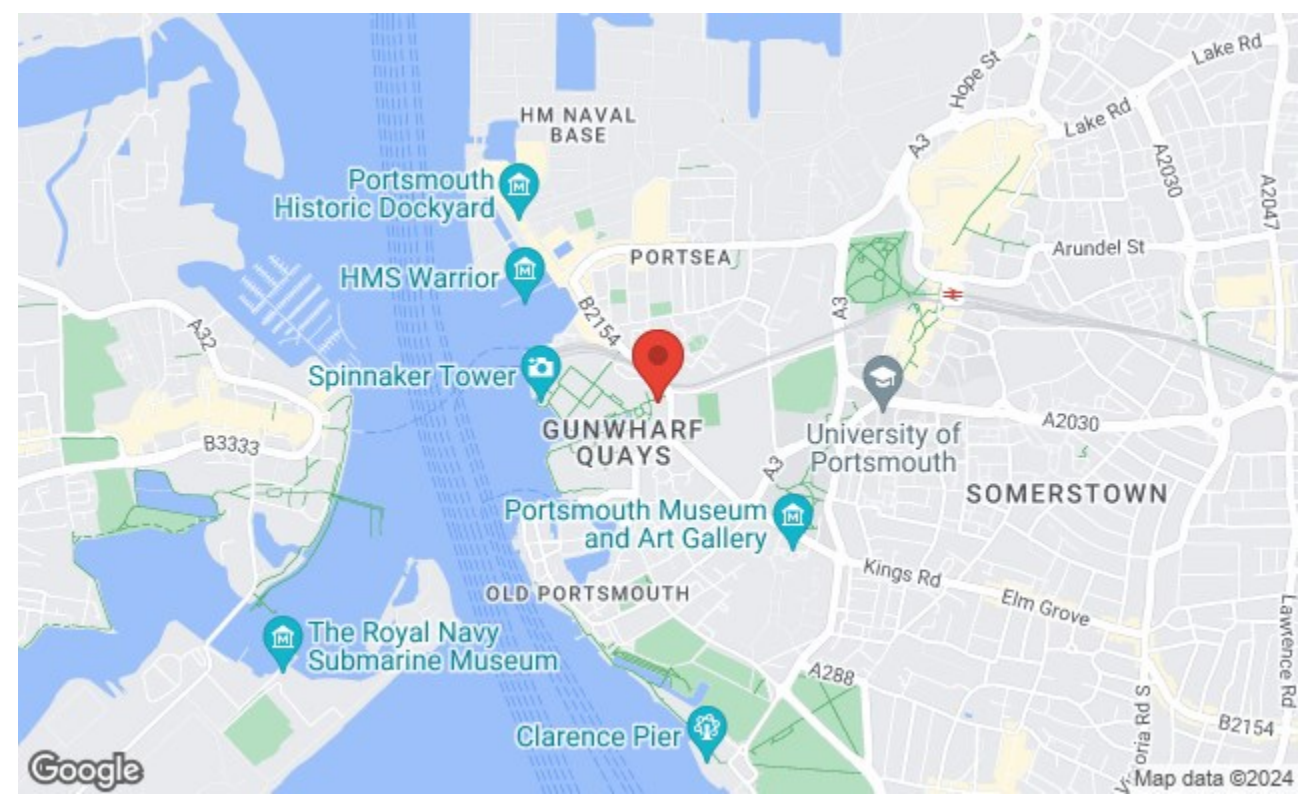 Lake Rd
Hope St
Lake Rd
HM NAVAL
BASE
A3
A2030
A2047
Portsmouth
Historic Dockyard
Arundel St
PORTSEA
HMS Warrior
B2154
A3
A32
Spinnaker Tower
A2030
GUNWHARF
QUAYS
University of
Portsmouth
B3333
A3
SOMERSTOWN
Portsmouth Museum
and Art Gallery
Kings Rd
OLD PORTSMOUTH
Elm Grove
Lawrence Rd
The Royal Navy
Submarine Museum
A288
Clarence Pier
B2154
Google
Map data ©2024